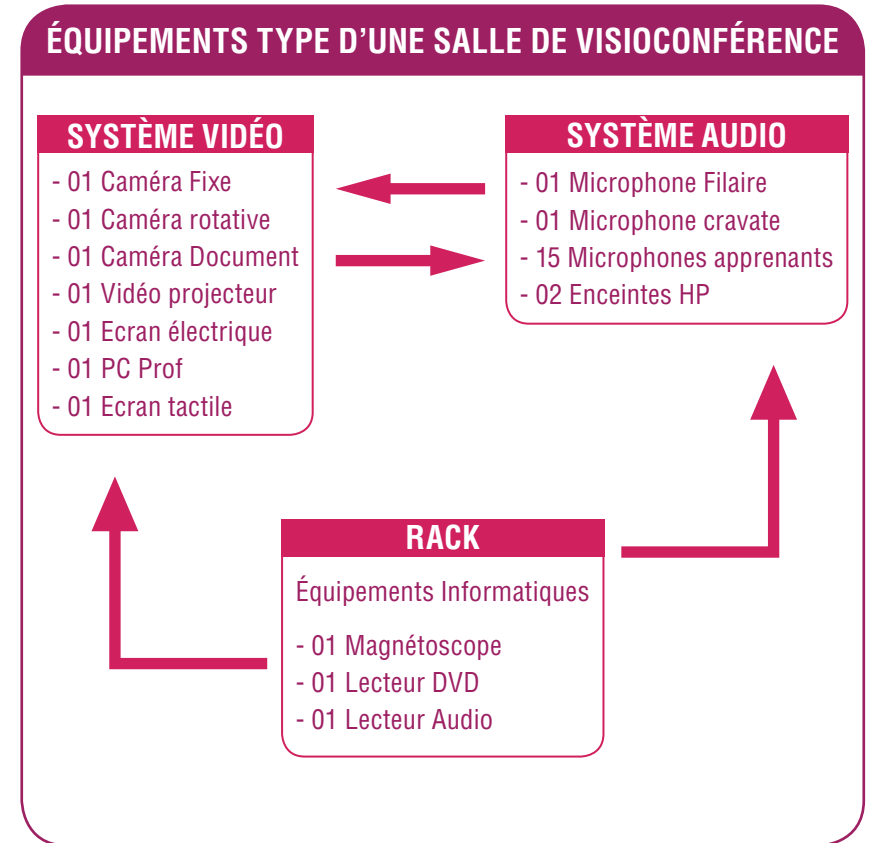 ÉQUIPEMENTS TYPE D'UNE SALLE DE VISIOCONFÉRENCE
SYSTÈME VIDÉO
- 01 Caméra Fixe
- 01 Caméra rotative
- 01 Caméra Document
- 01 Vidéo projecteur
- 01 Ecran électrique
- 01 PC Prof
- 01 Ecran tactile
SYSTÈME AUDIO
- 01 Microphone Filaire
- 01 Microphone cravate
- 15 Microphones apprenants
- 02 Enceintes HP
RACK
Équipements Informatiques
- 01 Magnétoscope
- 01 Lecteur DVD
- 01 Lecteur Audio